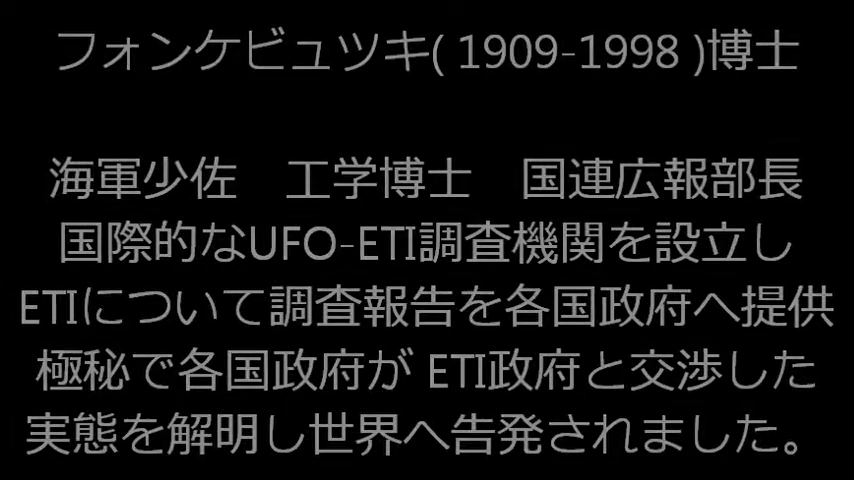 フォンケビュツキ( 1909-1998 )博士
海軍少佐　工学博士　国連広報部長
国際的なUFO-ETI調査機関を設立し
ETIについて調査報告を各国政府へ提供
極秘で各国政府が ETI政府と交渉した
実態を解明し世界へ告発されました。